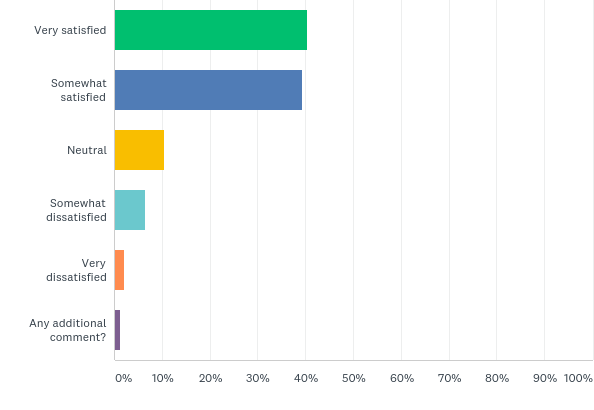 Very satisfied
Somewhat
satisfied
Neutral
Somewhat
dissatisfied
Very
dissatisfied
Any additional
comment?
0% 10% 20% 30% 40% 50% 60% 70% 80% 90% 100%